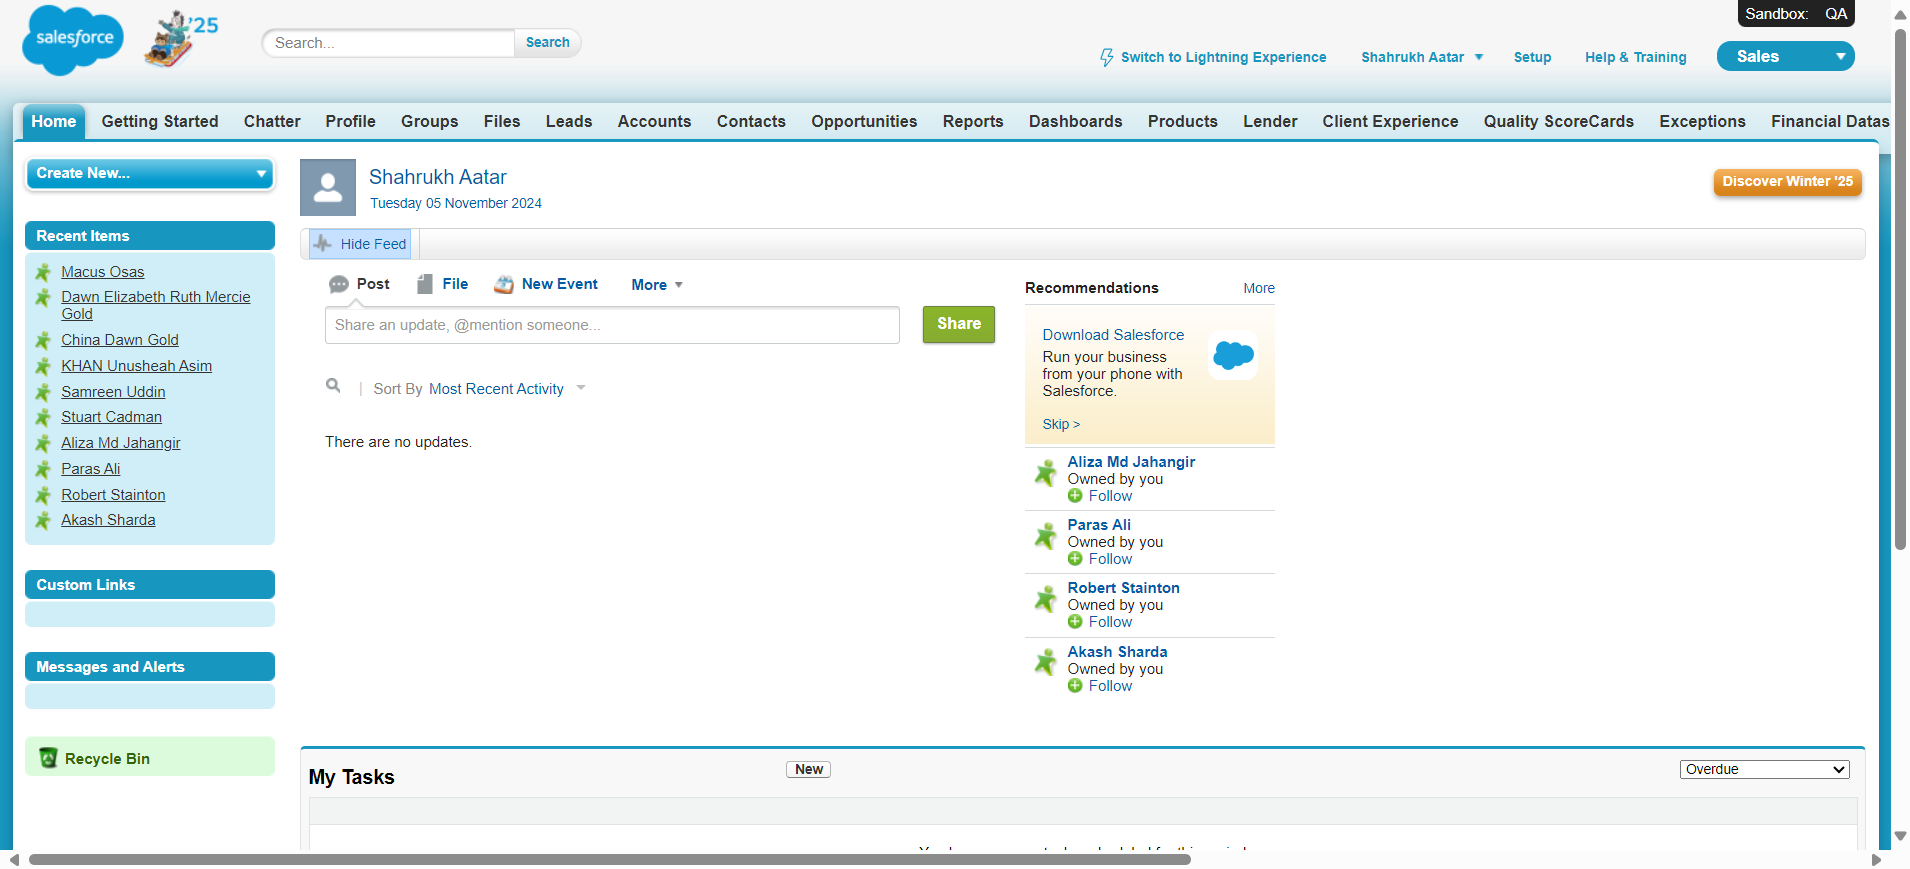 Sandbox: QA
salesforce
'25
Search...
Search
Switch to Lightning Experience
Shahrukh Aatar
Setup
Help & Training
Sales
Home
Getting Started
Chatter
Profile
Groups
Files
Leads
Accounts
Contacts
Opportunities
Reports
Dashboards
Products
Lender
Client Experience
Quality ScoreCards
Exceptions
Financial Datas
Create New...
Recent Items
Macus Osas
Dawn Elizabeth Ruth Mercie
Gold
China Dawn Gold
KHAN Unusheah Asim
Samreen Uddin
Stuart Cadman
Aliza Md Jahangir
Paras Ali
Robert Stainton
Akash Sharda
Custom Links
Messages and Alerts
Recycle Bin
Shahrukh Aatar
Tuesday 05 November 2024
Discover Winter '25
Hide Feed
Post
File
New Event
More
Share an update, @mention someone...
Share
Sort By Most Recent Activity
There are no updates.
Recommendations
More
Download Salesforce
Run your business
from your phone with
Salesforce.
Skip >
Aliza Md Jahangir
Owned by you
Follow
Paras Ali
Owned by you
Follow
Robert Stainton
Owned by you
Follow
Akash Sharda
Owned by you
Follow
My Tasks
New
Overdue